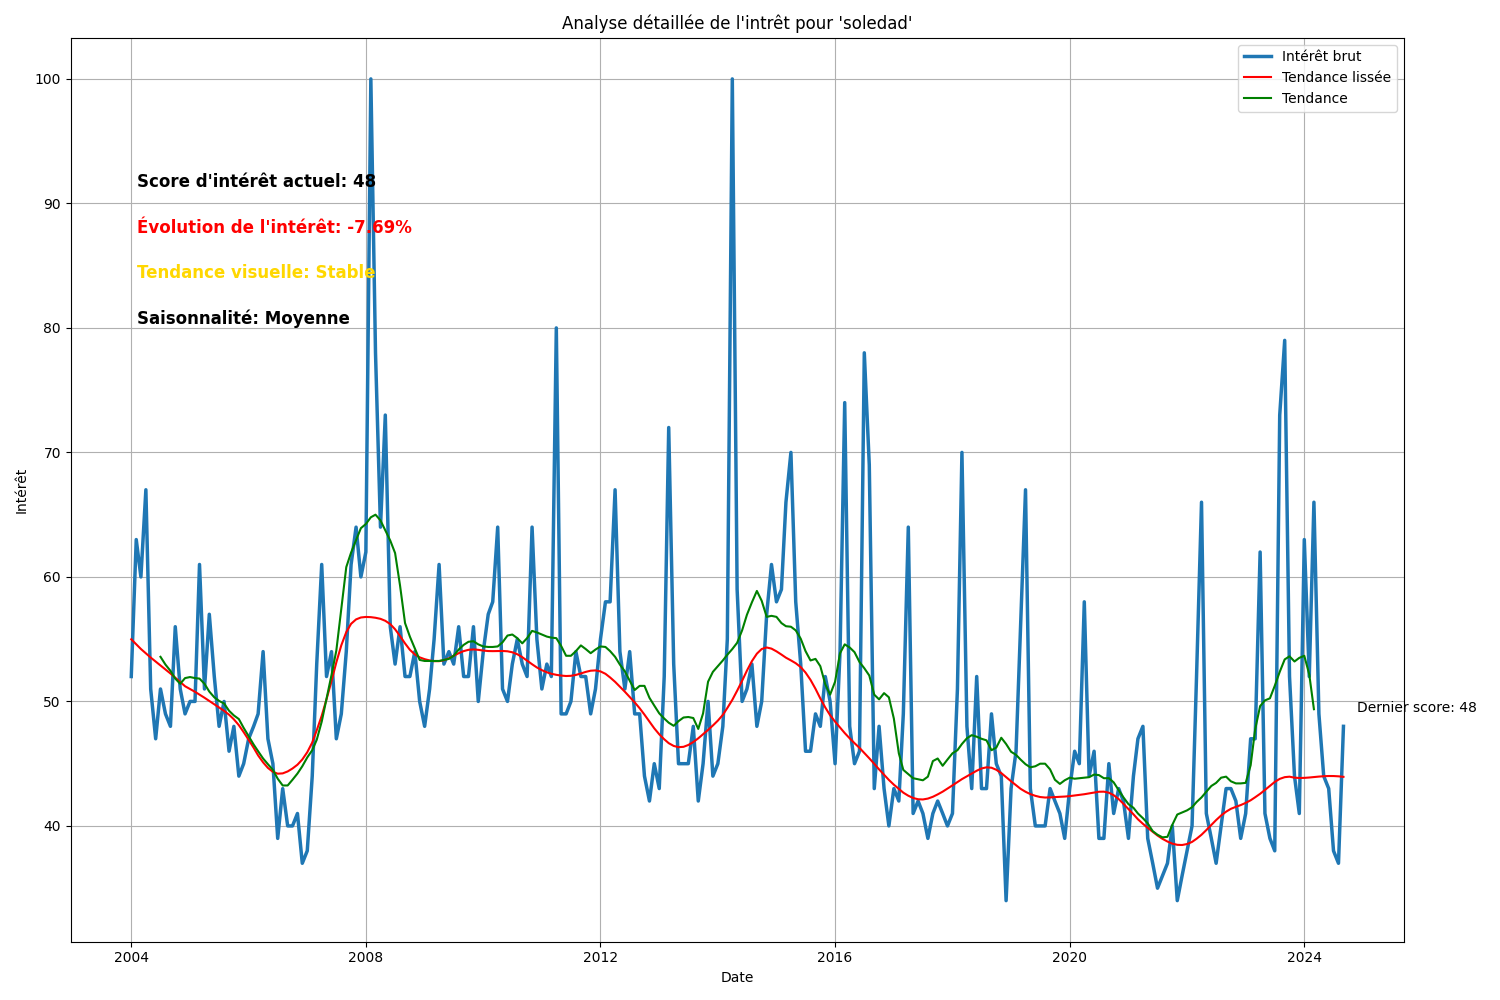 Analyse détaillée de l'intrêt pour 'soledad'
Intérêt brut
Tendance lissée
Tendance
Score d'intérêt actuel: 48
Évolution de l'intérêt: -7.69%
Tendance visuelle: Stable
Saisonnalité: Moyenne
Dernier score: 48
Intérêt
100
90
80
70
60
50
40
2004
2008
2012
2016
2020
2024
Date